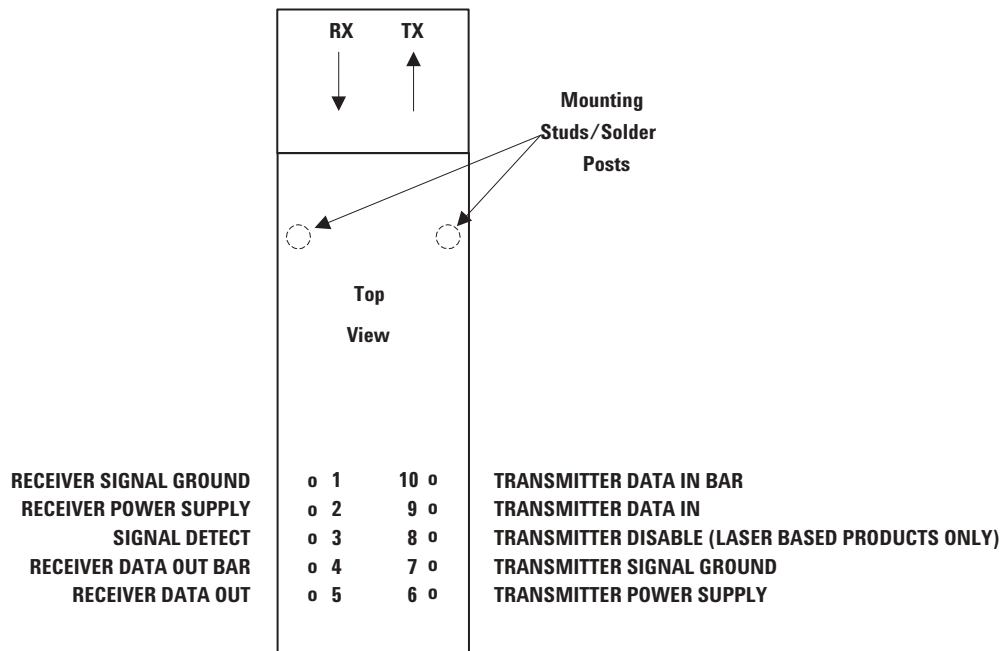 RX TX
Mounting
Studs/Solder
Posts
Top
View
RECEIVER SIGNAL GROUND o 1 10 o TRANSMITTER DATA IN BAR
RECEIVER POWER SUPPLY o 2 9 o TRANSMITTER DATA IN
SIGNAL DETECT o 3 8 o TRANSMITTER DISABLE (LASER BASED PRODUCTS ONLY)
RECEIVER DATA OUT BAR o 4 7 o TRANSMITTER SIGNAL GROUND
RECEIVER DATA OUT o 5 6 o TRANSMITTER POWER SUPPLY